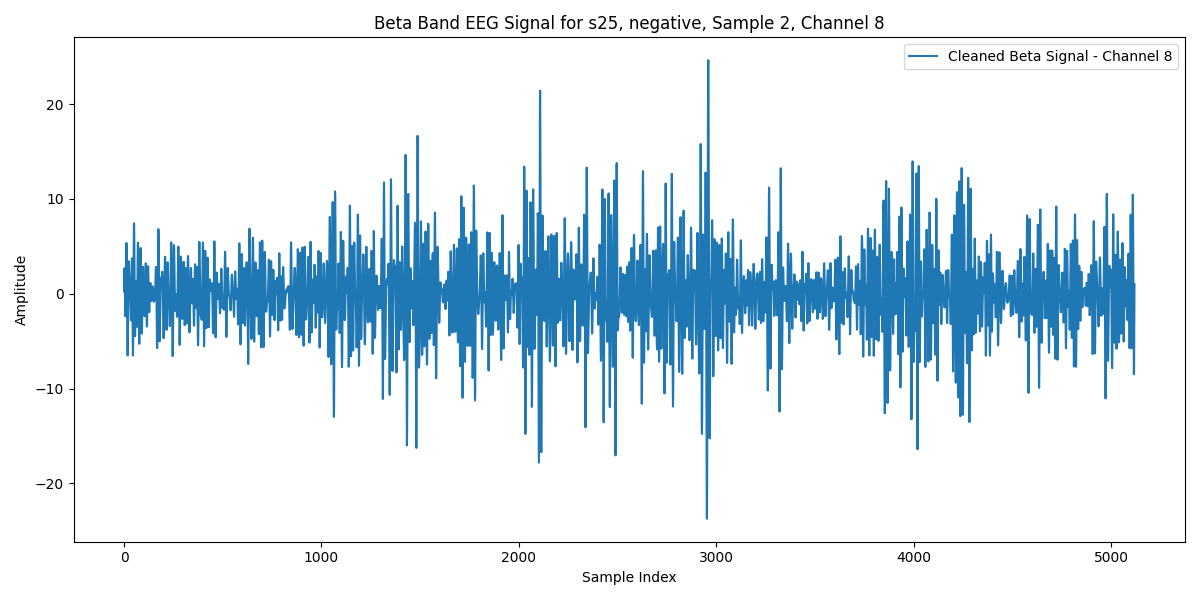 Beta Band EEG Signal for s25, negative, Sample 2, Channel 8
Cleaned Beta Signal - Channel 8
20
10
0
−10
−20
Amplitude
0 1000 2000 3000 4000 5000
Sample Index